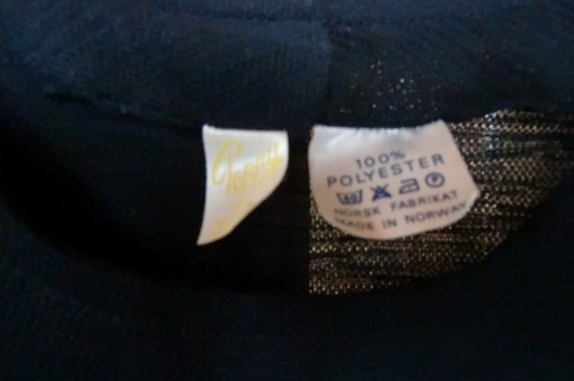 100%
POLYESTER
NORSK FABRIKAT
MADE IN NORWAY